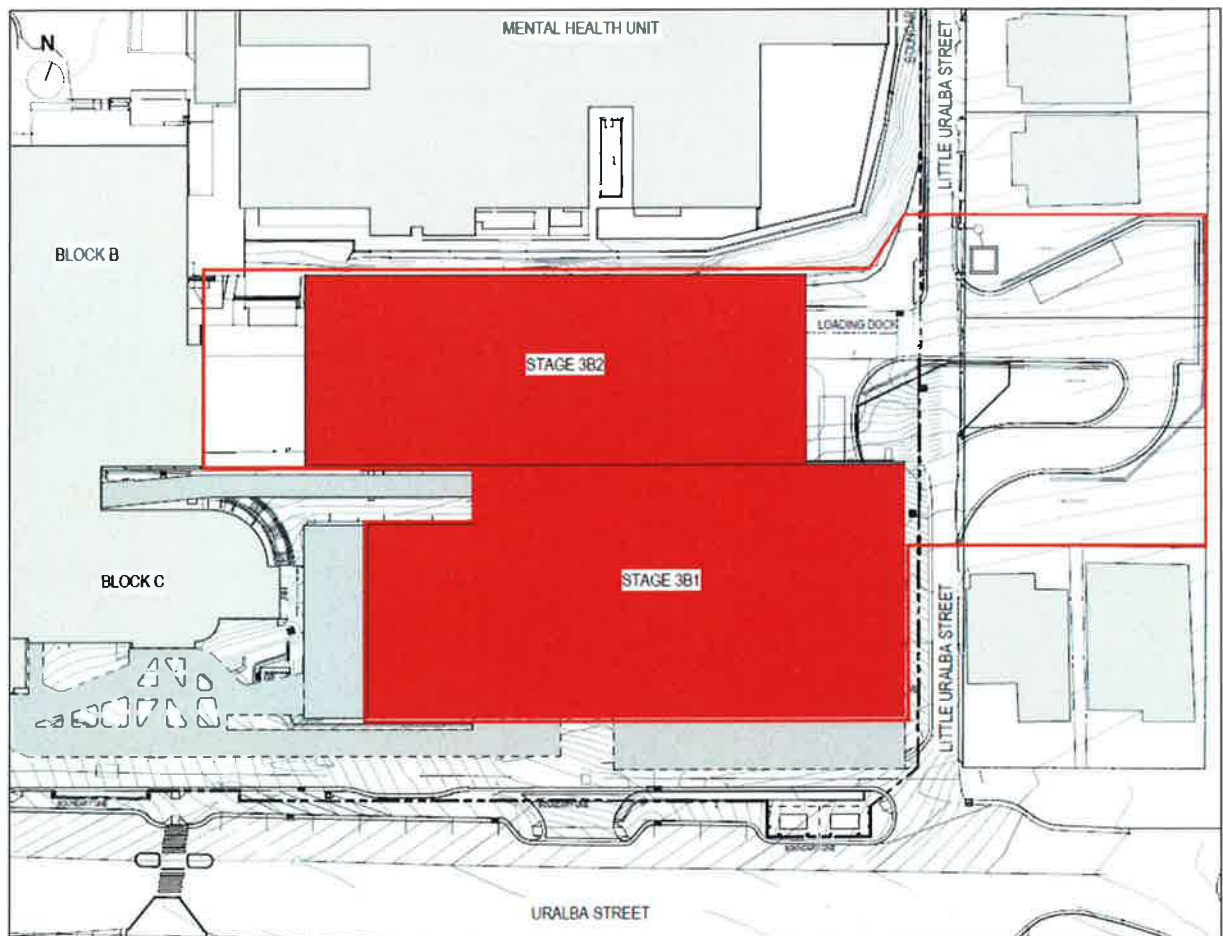 MENTAL HEALTH UNIT
N
LITTLE URALBA STREET
BLOCK B
LOADING DOCK
STAGE 3B2
BLOCK C
STAGE 3B1
LITTLE URALBA STREET
URALBA STREET